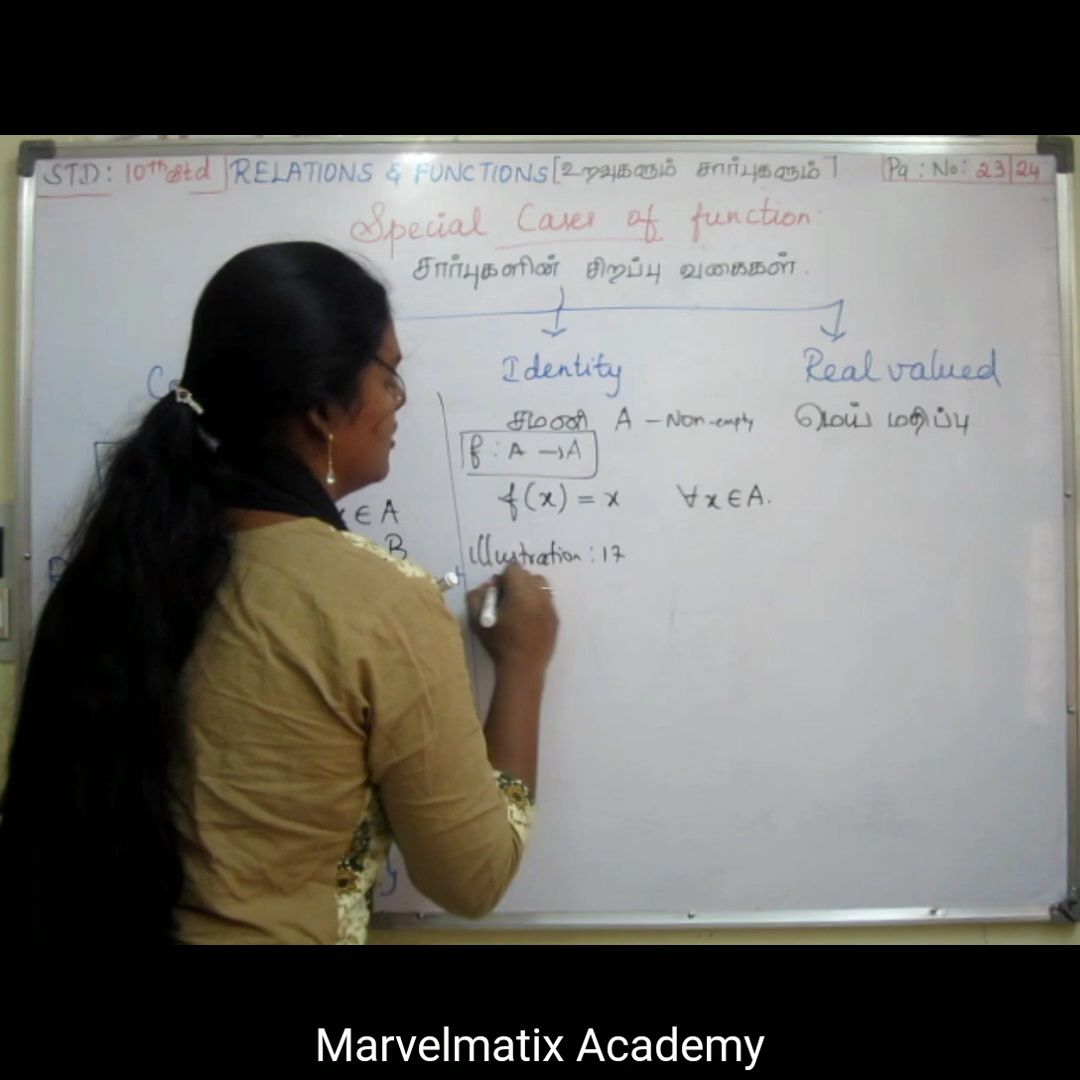 STD: 10th Std RELATIONS & FUNCTIONS [உறவுகளும் சார்புகளும்] Pg: No: 23|24
Special Cases of function
சார்புகளின் சிறப்பு வகைகள்.
Identity Real valued
சமனி A - Non-empty மெய் மதிப்பு
f : A → A
f(x) = x ∀ x ∈ A.
∈ A
B
illustration : 17
Marvelmatix Academy